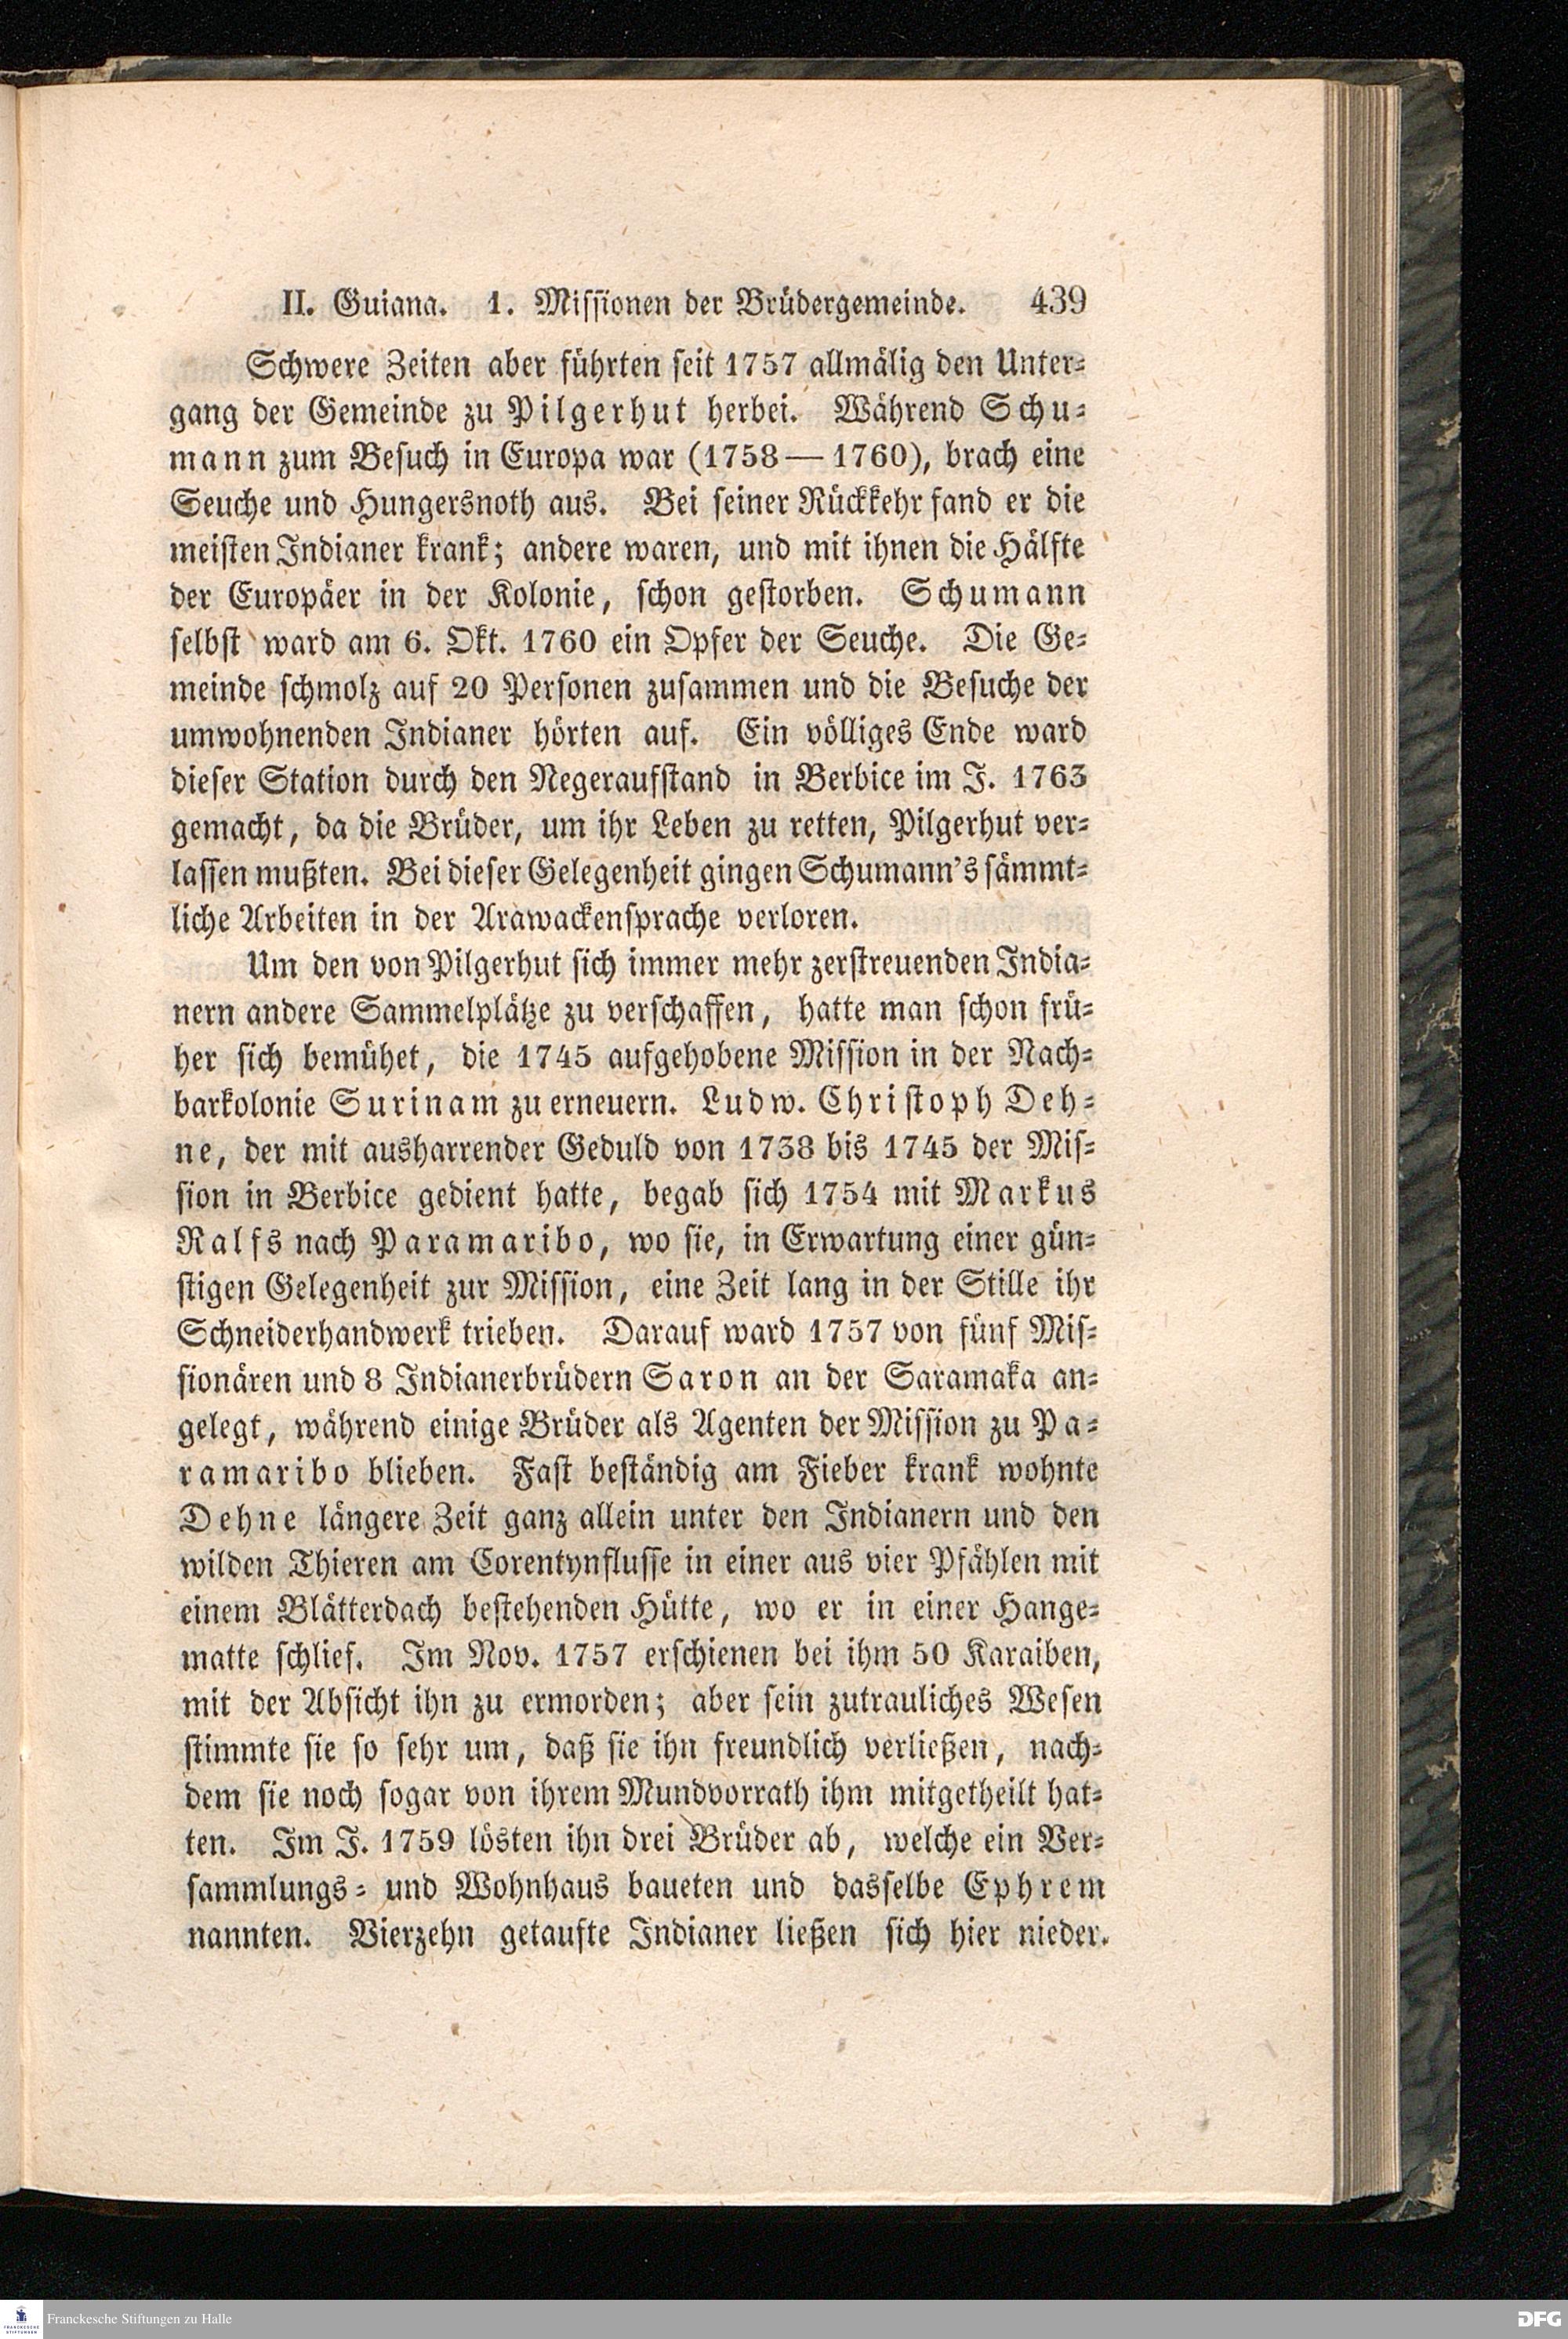 II. Guiana. 1. Missionen der Brüdergemeinde. 439
Schwere Zeiten aber führten seit 1757 allmälig den Unter-
gang der Gemeinde zu Pilgerhut herbei. Während Schu-
mann zum Besuch in Europa war (1758—1760), brach eine
Seuche und Hungersnoth aus. Bei seiner Rückkehr fand er die
meisten Indianer krank; andere waren, und mit ihnen die Hälfte
der Europäer in der Kolonie, schon gestorben. Schumann
selbst ward am 6. Okt. 1760 ein Opfer der Seuche. Die Ge-
meinde schmolz auf 20 Personen zusammen und die Besuche der
umwohnenden Indianer hörten auf. Ein völliges Ende ward
dieser Station durch den Negeraufstand in Berbice im J. 1763
gemacht, da die Brüder, um ihr Leben zu retten, Pilgerhut ver-
lassen mußten. Bei dieser Gelegenheit gingen Schumann's sämmt-
liche Arbeiten in der Arawackensprache verloren.
Um den von Pilgerhut sich immer mehr zerstreuenden India-
nern andere Sammelplätze zu verschaffen, hatte man schon frü-
her sich bemühet, die 1745 aufgehobene Mission in der Nach-
barkolonie Surinam zu erneuern. Ludw. Christoph Deh-
ne, der mit ausharrender Geduld von 1738 bis 1745 der Mis-
sion in Berbice gedient hatte, begab sich 1754 mit Markus
Ralfs nach Paramaribo, wo sie, in Erwartung einer gün-
stigen Gelegenheit zur Mission, eine Zeit lang in der Stille ihr
Schneiderhandwerk trieben. Darauf ward 1757 von fünf Mis-
sionären und 8 Indianerbrüdern Saron an der Saramaka an-
gelegt, während einige Brüder als Agenten der Mission zu Pa-
ramaribo blieben. Fast beständig am Fieber krank wohnte
Dehne längere Zeit ganz allein unter den Indianern und den
wilden Thieren am Corentynflusse in einer aus vier Pfählen mit
einem Blätterdach bestehenden Hütte, wo er in einer Hange-
matte schlief. Im Nov. 1757 erschienen bei ihm 50 Karaiben,
mit der Absicht ihn zu ermorden; aber sein zutrauliches Wesen
stimmte sie so sehr um, daß sie ihn freundlich verließen, nach-
dem sie noch sogar von ihrem Mundvorrath ihm mitgetheilt hat-
ten. Im J. 1759 lösten ihn drei Brüder ab, welche ein Ver-
sammlungs- und Wohnhaus baueten und dasselbe Ephrem
nannten. Vierzehn getaufte Indianer ließen sich hier nieder.
FRANCKESCHE STIFTUNGEN
Franckesche Stiftungen zu Halle
DFG